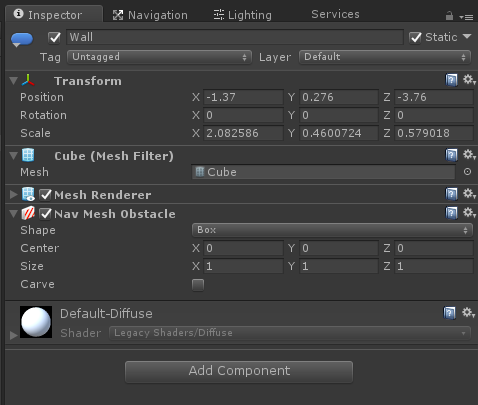 Inspector Navigation Lighting Services
Wall Static
Tag Untagged Layer Default
Transform
Position X -1.37 Y 0.276 Z -3.76
Rotation X 0 Y 0 Z 0
Scale X 2.082586 Y 0.4600724 Z 0.579018
Cube (Mesh Filter)
Mesh Cube
Mesh Renderer
Nav Mesh Obstacle
Shape Box
Center X 0 Y 0 Z 0
Size X 1 Y 1 Z 1
Carve
Default-Diffuse
Shader Legacy Shaders/Diffuse
Add Component